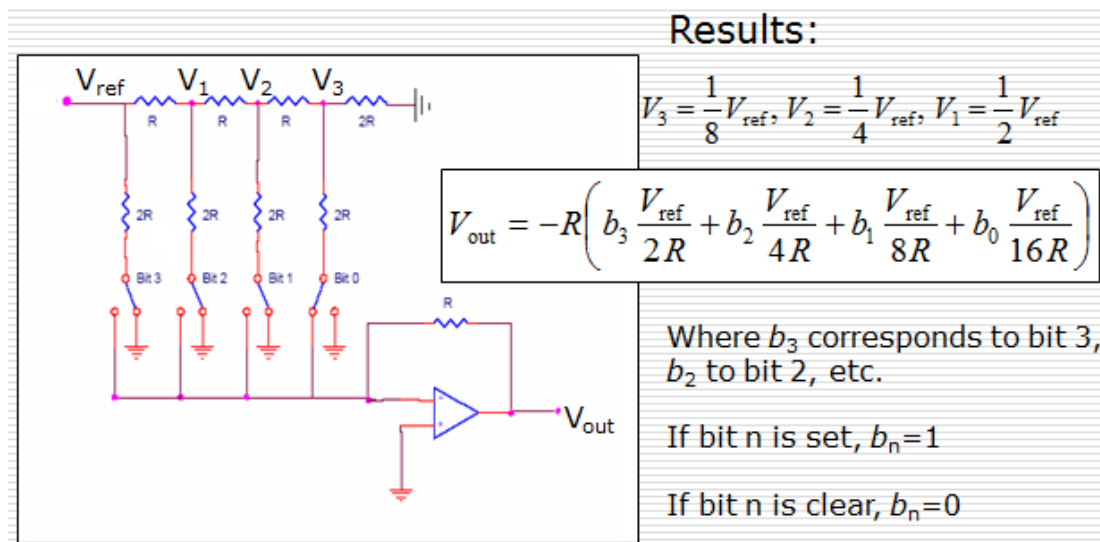 Results:
V_ref V_1 V_2 V_3
R R R 2R
2R 2R 2R 2R
Bit 3 Bit 2 Bit 1 Bit 0
R
V_out
V_3 = 1/8 V_ref, V_2 = 1/4 V_ref, V_1 = 1/2 V_ref
V_out = -R( b_3 V_ref/2R + b_2 V_ref/4R + b_1 V_ref/8R + b_0 V_ref/16R )
Where b_3 corresponds to bit 3,
b_2 to bit 2, etc.
If bit n is set, b_n=1
If bit n is clear, b_n=0